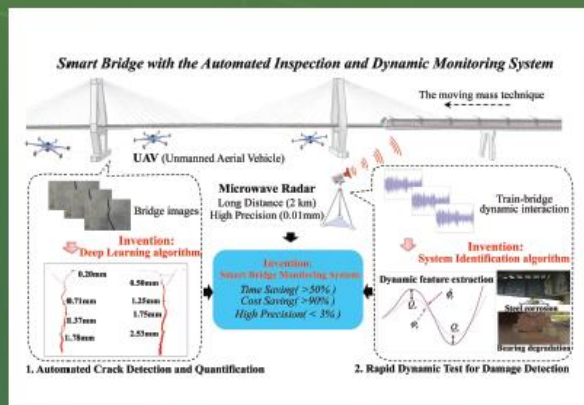 Smart Bridge with the Automated Inspection and Dynamic Monitoring System
The moving mass technique
UAV (Unmanned Aerial Vehicle)
Bridge images
Invention:
Deep Learning algorithm
0.20mm
0.71mm
1.37mm
1.78mm
0.50mm
1.25mm
1.75mm
2.53mm
1. Automated Crack Detection and Quantification
Microwave Radar
Long Distance (2 km)
High Precision (0.01mm)
Invention:
Smart Bridge Monitoring System
Time Saving(>50%)
Cost Saving(>90%)
High Precision(< 3%)
Train-bridge
dynamic interaction
Invention:
System Identification algorithm
Dynamic feature extraction
Steel corrosion
Bearing degradation
2. Rapid Dynamic Test for Damage Detection